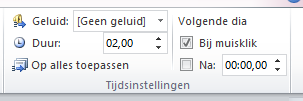 Geluid: [Geen geluid] Volgende dia
Duur: 02,00 Bij muisklik
Op alles toepassen Na: 00:00,00
Tijdsinstellingen